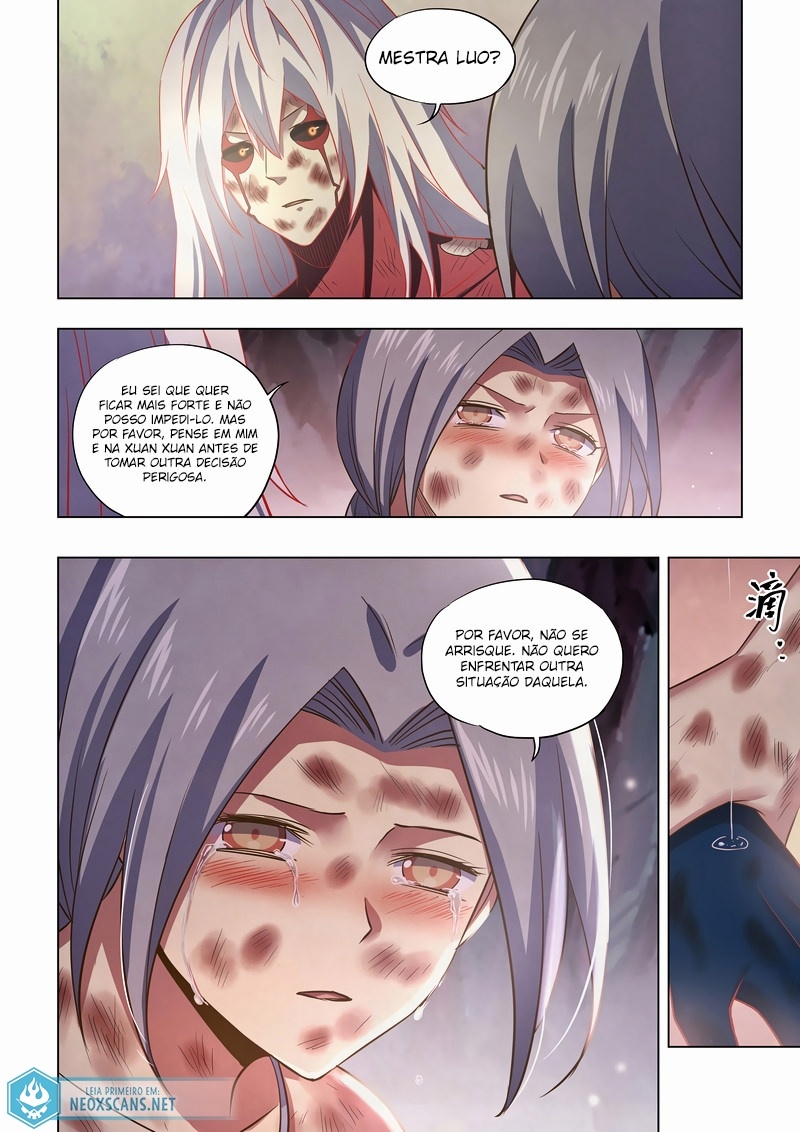 MESTRA LUO?
EU SEI QUE QUER
FICAR MAIS FORTE E NÃO
POSSO IMPEDI-LO. MAS
POR FAVOR, PENSE EM MIM
E NA XUAN XUAN ANTES DE
TOMAR OUTRA DECISÃO
PERIGOSA.
POR FAVOR, NÃO SE
ARRISQUE. NÃO QUERO
ENFRENTAR OUTRA
SITUAÇÃO DAQUELA.
滴
LEIA PRIMEIRO EM:
NEOXSCANS.NET